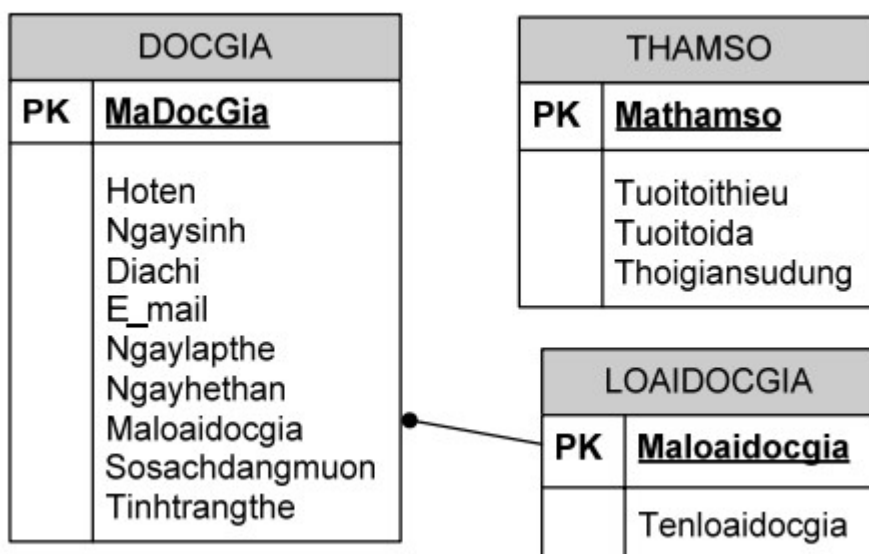 DOCGIA
PK MaDocGia
Hoten
Ngaysinh
Diachi
E_mail
Ngaylapthe
Ngayhethan
Maloaidocgia
Sosachdangmuon
Tinhtrangthe
THAMSO
PK Mathamso
Tuoitoithieu
Tuoitoida
Thoigiansudung
LOAIDOCGIA
PK Maloaidocgia
Tenloaidocgia